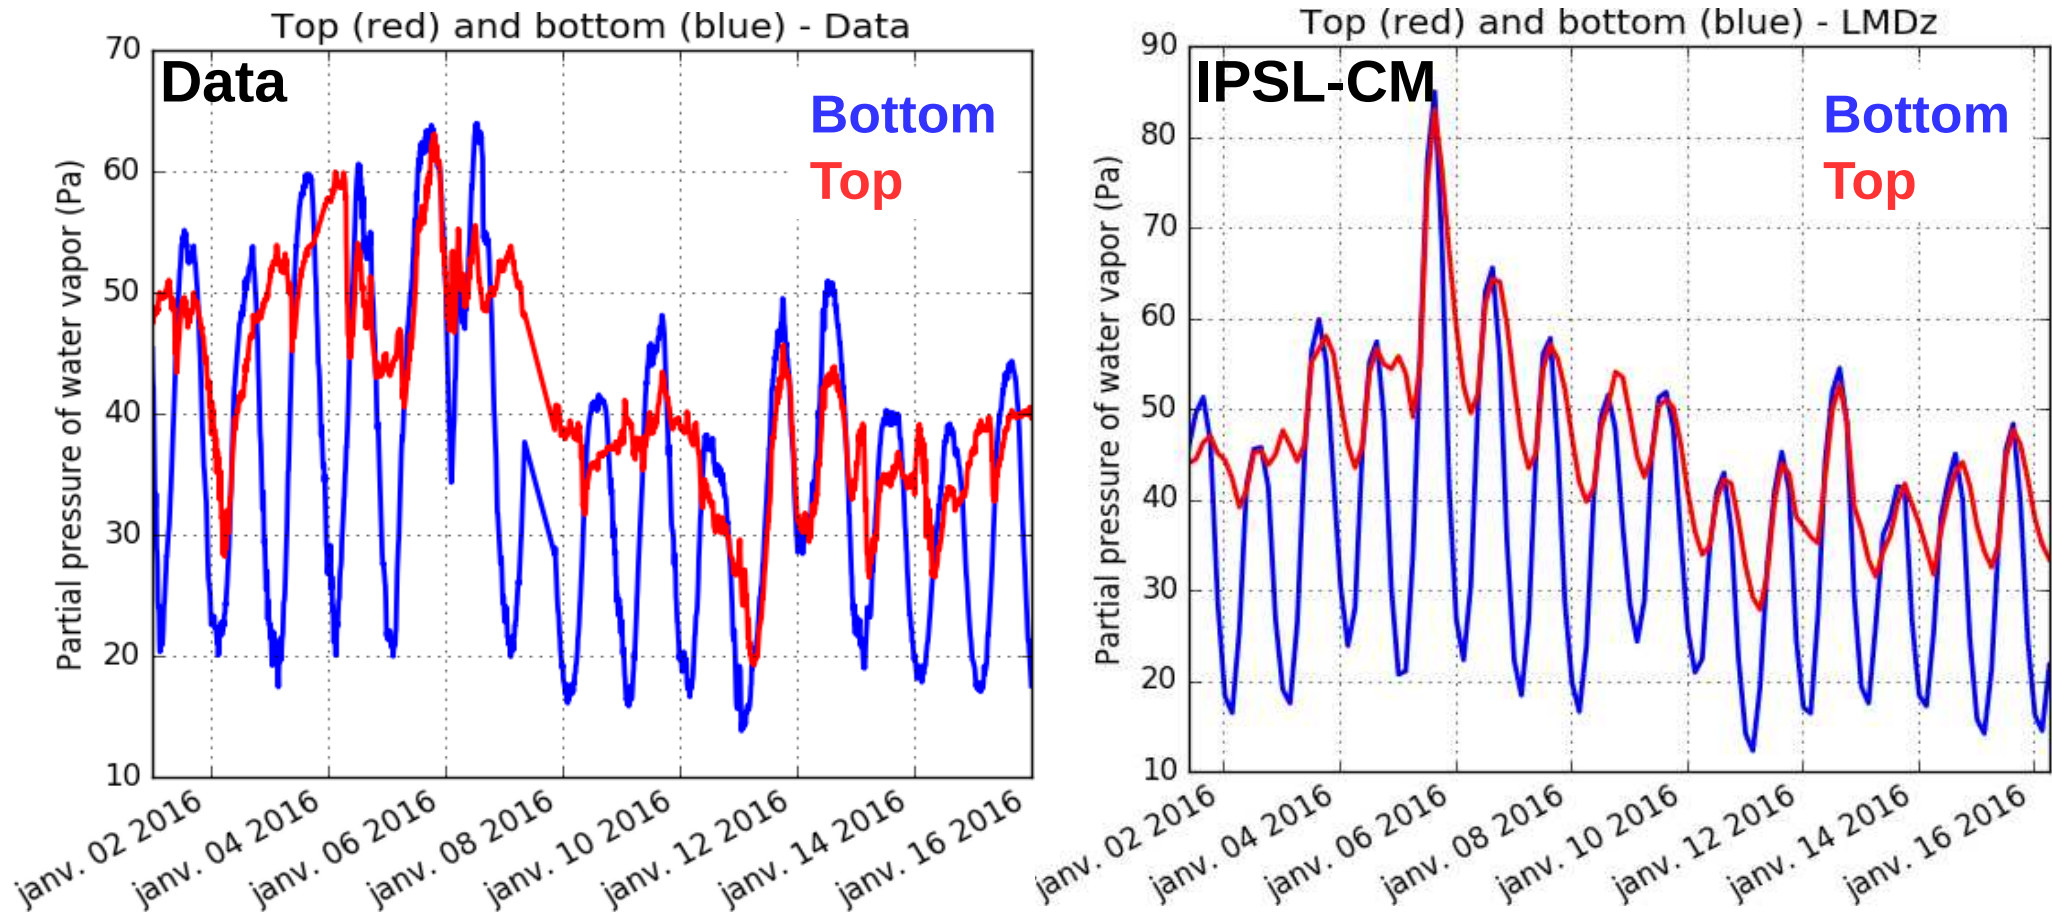 Top (red) and bottom (blue) - Data
Data
Bottom
Top
Partial pressure of water vapor (Pa)
70
60
50
40
30
20
10
janv. 02 2016
janv. 04 2016
janv. 06 2016
janv. 08 2016
janv. 10 2016
janv. 12 2016
janv. 14 2016
janv. 16 2016
Top (red) and bottom (blue) - LMDz
IPSL-CM
Bottom
Top
Partial pressure of water vapor (Pa)
90
80
70
60
50
40
30
20
10
janv. 02 2016
janv. 04 2016
janv. 06 2016
janv. 08 2016
janv. 10 2016
janv. 12 2016
janv. 14 2016
janv. 16 2016